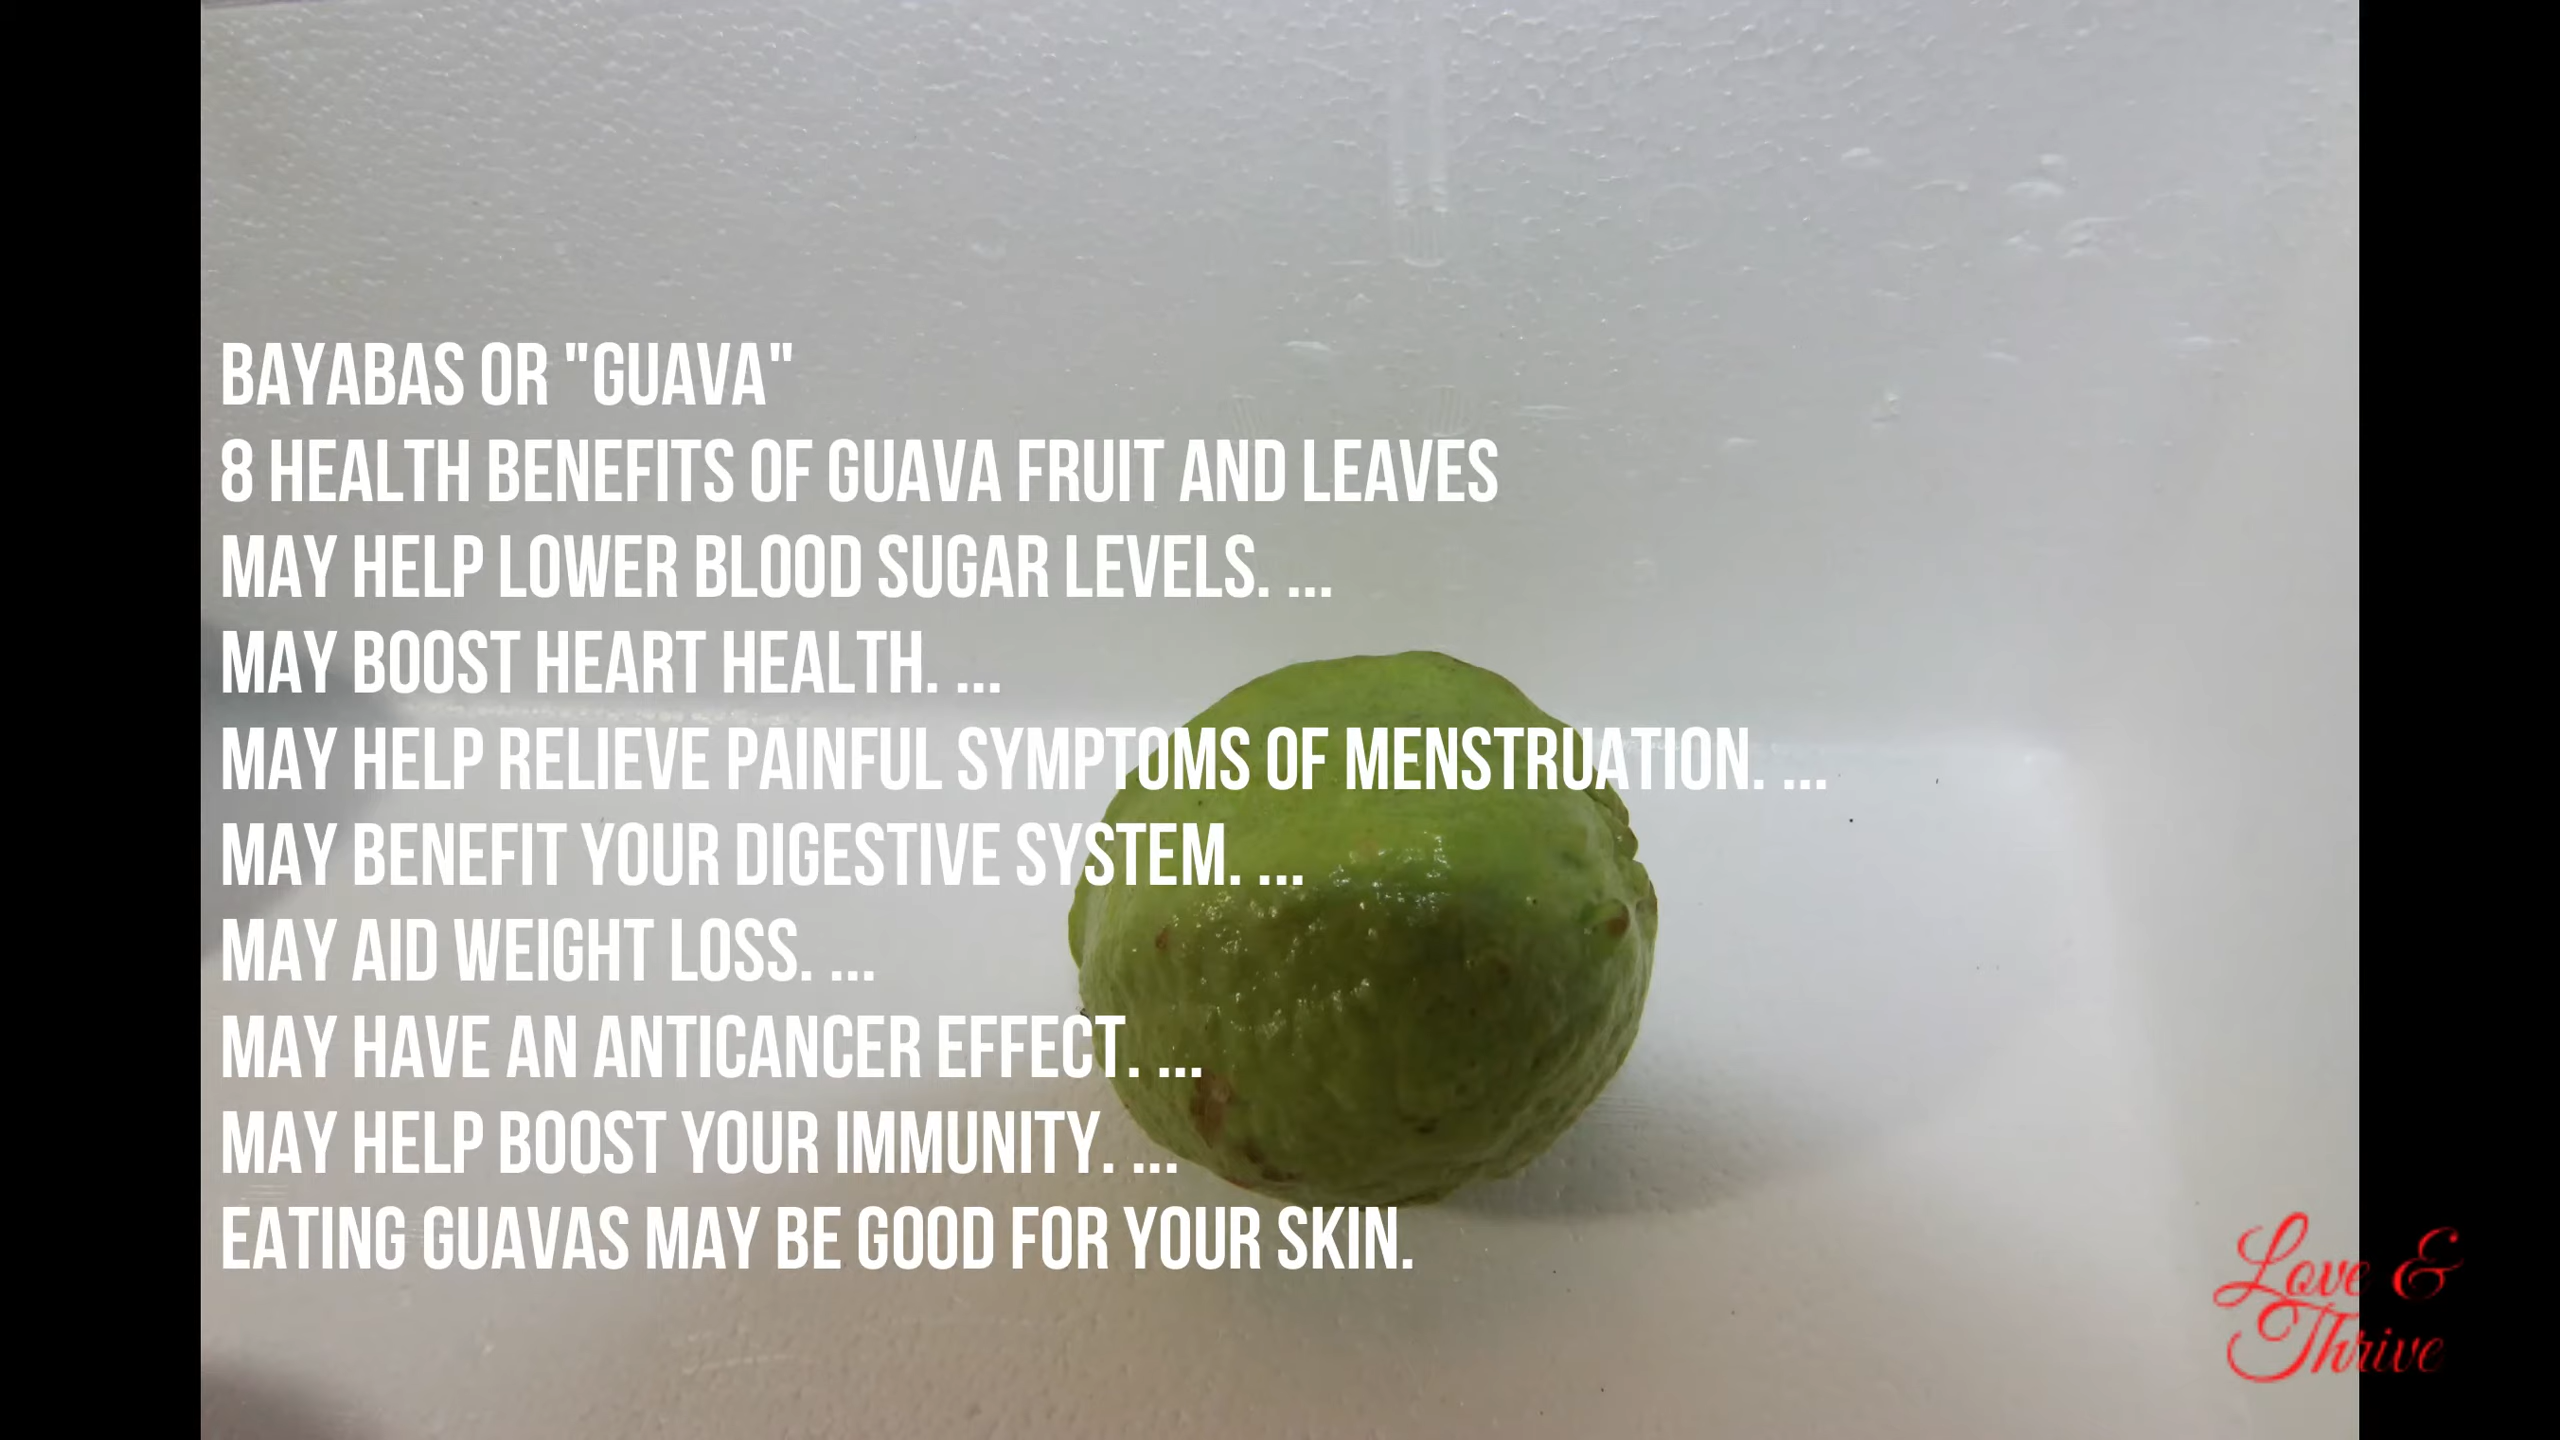 BAYABAS OR "GUAVA"
8 HEALTH BENEFITS OF GUAVA FRUIT AND LEAVES
MAY HELP LOWER BLOOD SUGAR LEVELS. ...
MAY BOOST HEART HEALTH. ...
MAY HELP RELIEVE PAINFUL SYMPTOMS OF MENSTRUATION. ...
MAY BENEFIT YOUR DIGESTIVE SYSTEM. ...
MAY AID WEIGHT LOSS. ...
MAY HAVE AN ANTICANCER EFFECT. ...
MAY HELP BOOST YOUR IMMUNITY. ...
EATING GUAVAS MAY BE GOOD FOR YOUR SKIN.
Love &
Thrive